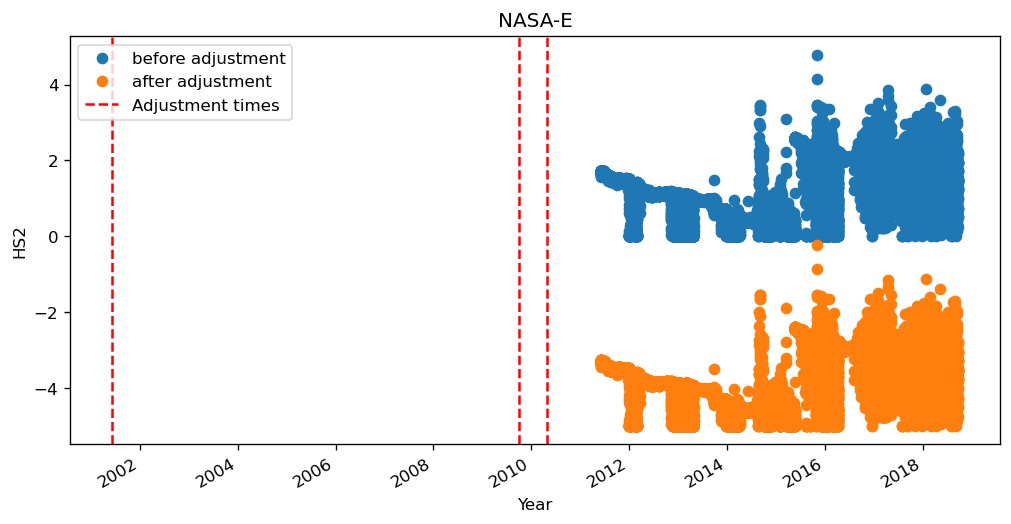 NASA-E
before adjustment
after adjustment
Adjustment times
HS2
4
2
0
−2
−4
2002
2004
2006
2008
2010
2012
2014
2016
2018
Year